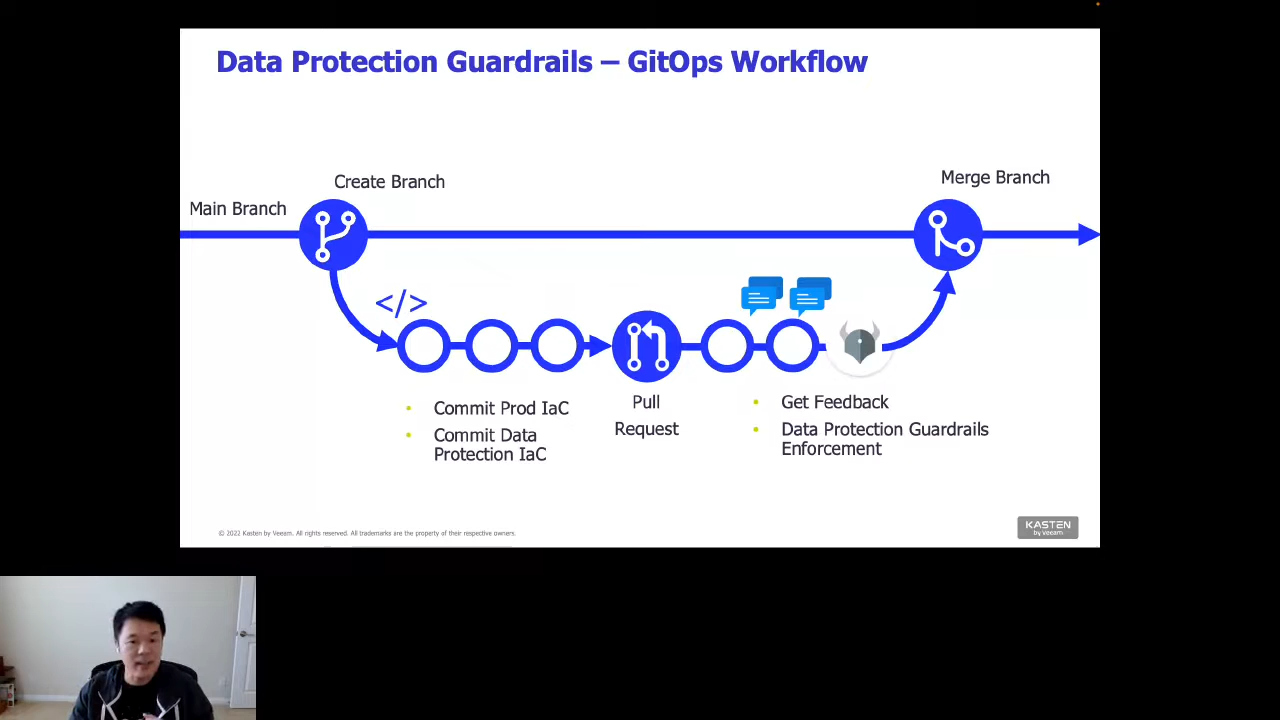 Data Protection Guardrails – GitOps Workflow
Create Branch
Merge Branch
Main Branch
</>
Commit Prod IaC
Commit Data
Protection IaC
Pull
Request
Get Feedback
Data Protection Guardrails
Enforcement
© 2022 Kasten by Veeam. All rights reserved. All trademarks are the property of their respective owners.
KASTEN
by veeam